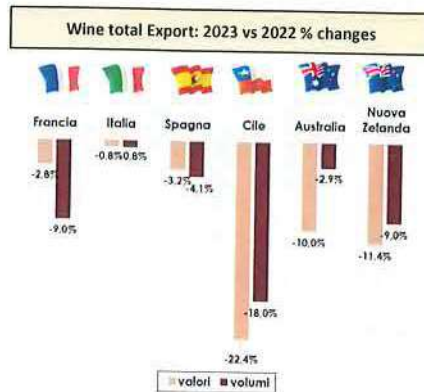 Wine total Export: 2023 vs 2022 % changes
Francia
Italia
Spagna
Cile
Australia
Nuova
Zelanda
-2.8%
-9.0%
-0.8%
0.8%
-3.2%
-4.1%
-22.4%
-18.0%
-10.0%
-2.9%
-11.4%
-9.0%
valori
volumi